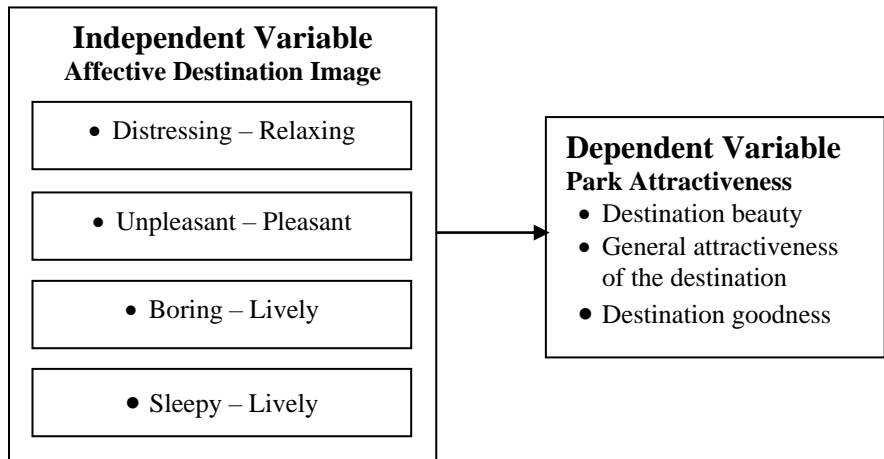 Independent Variable
Affective Destination Image
• Distressing – Relaxing
• Unpleasant – Pleasant
• Boring – Lively
• Sleepy – Lively
Dependent Variable
Park Attractiveness
• Destination beauty
• General attractiveness
of the destination
• Destination goodness